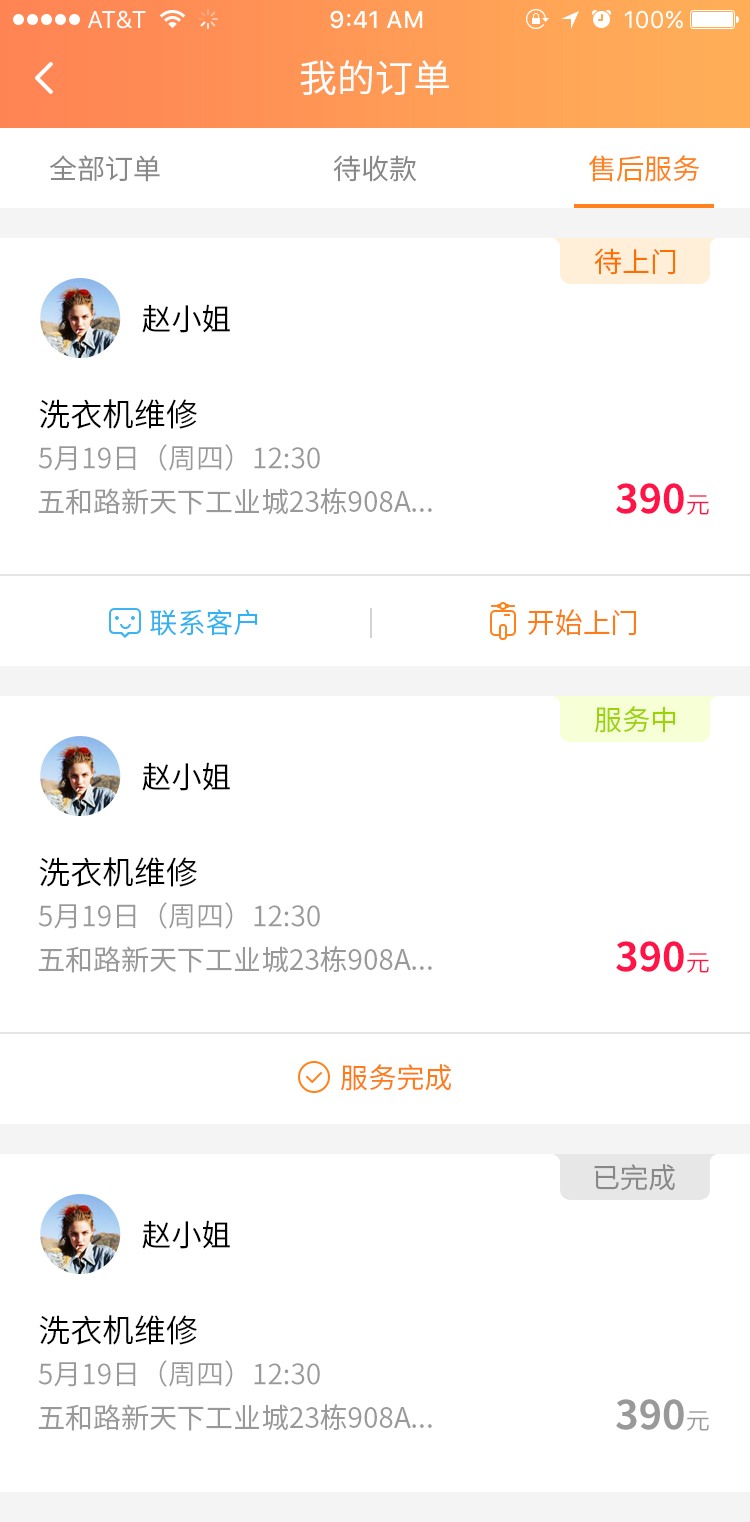 AT&T 9:41 AM 100%
我的订单
全部订单 待收款 售后服务
待上门
赵小姐
洗衣机维修
5月19日（周四）12:30
五和路新天下工业城23栋908A...
390元
联系客户 开始上门
服务中
赵小姐
洗衣机维修
5月19日（周四）12:30
五和路新天下工业城23栋908A...
390元
服务完成
已完成
赵小姐
洗衣机维修
5月19日（周四）12:30
五和路新天下工业城23栋908A...
390元